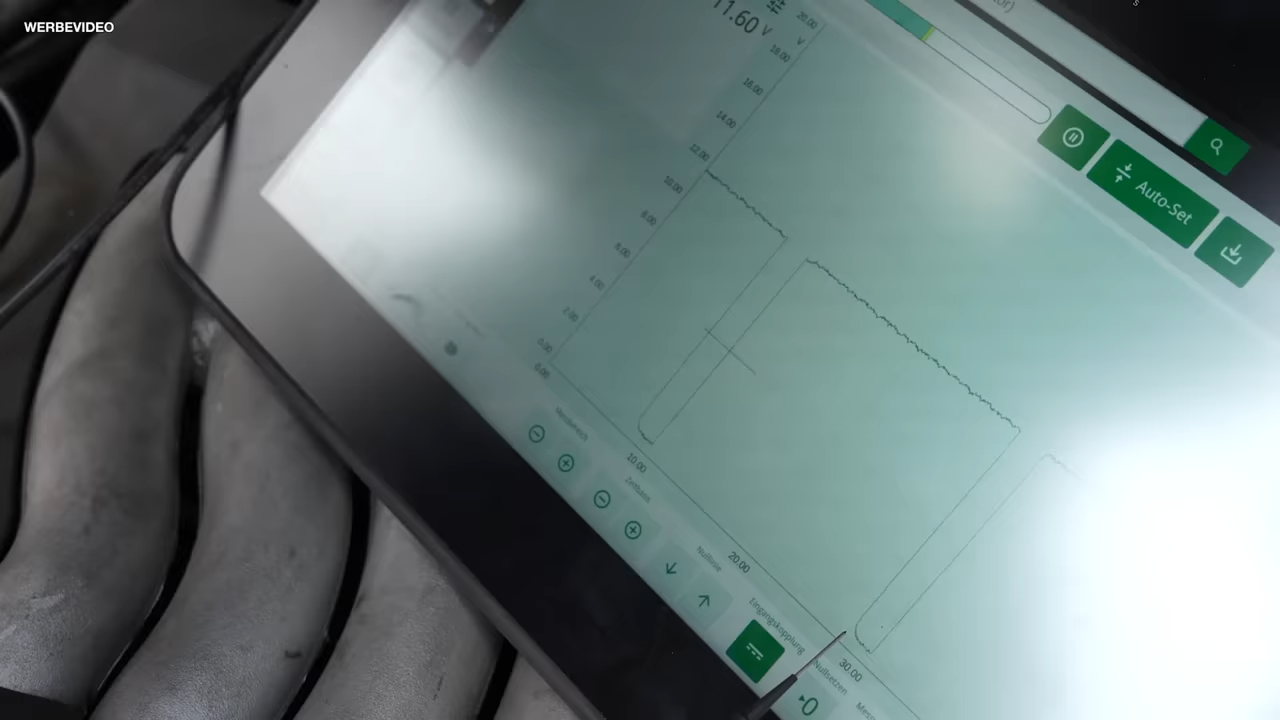 WERBEVIDEO
11.60 V
20.00
V
18.00
16.00
14.00
12.00
10.00
8.00
6.00
4.00
2.00
0.00
0.00
10.00
20.00
30.00
Auto-Set
Zeitbasis
Nulllinie
Eingangskopplung
Nullsetzen
0